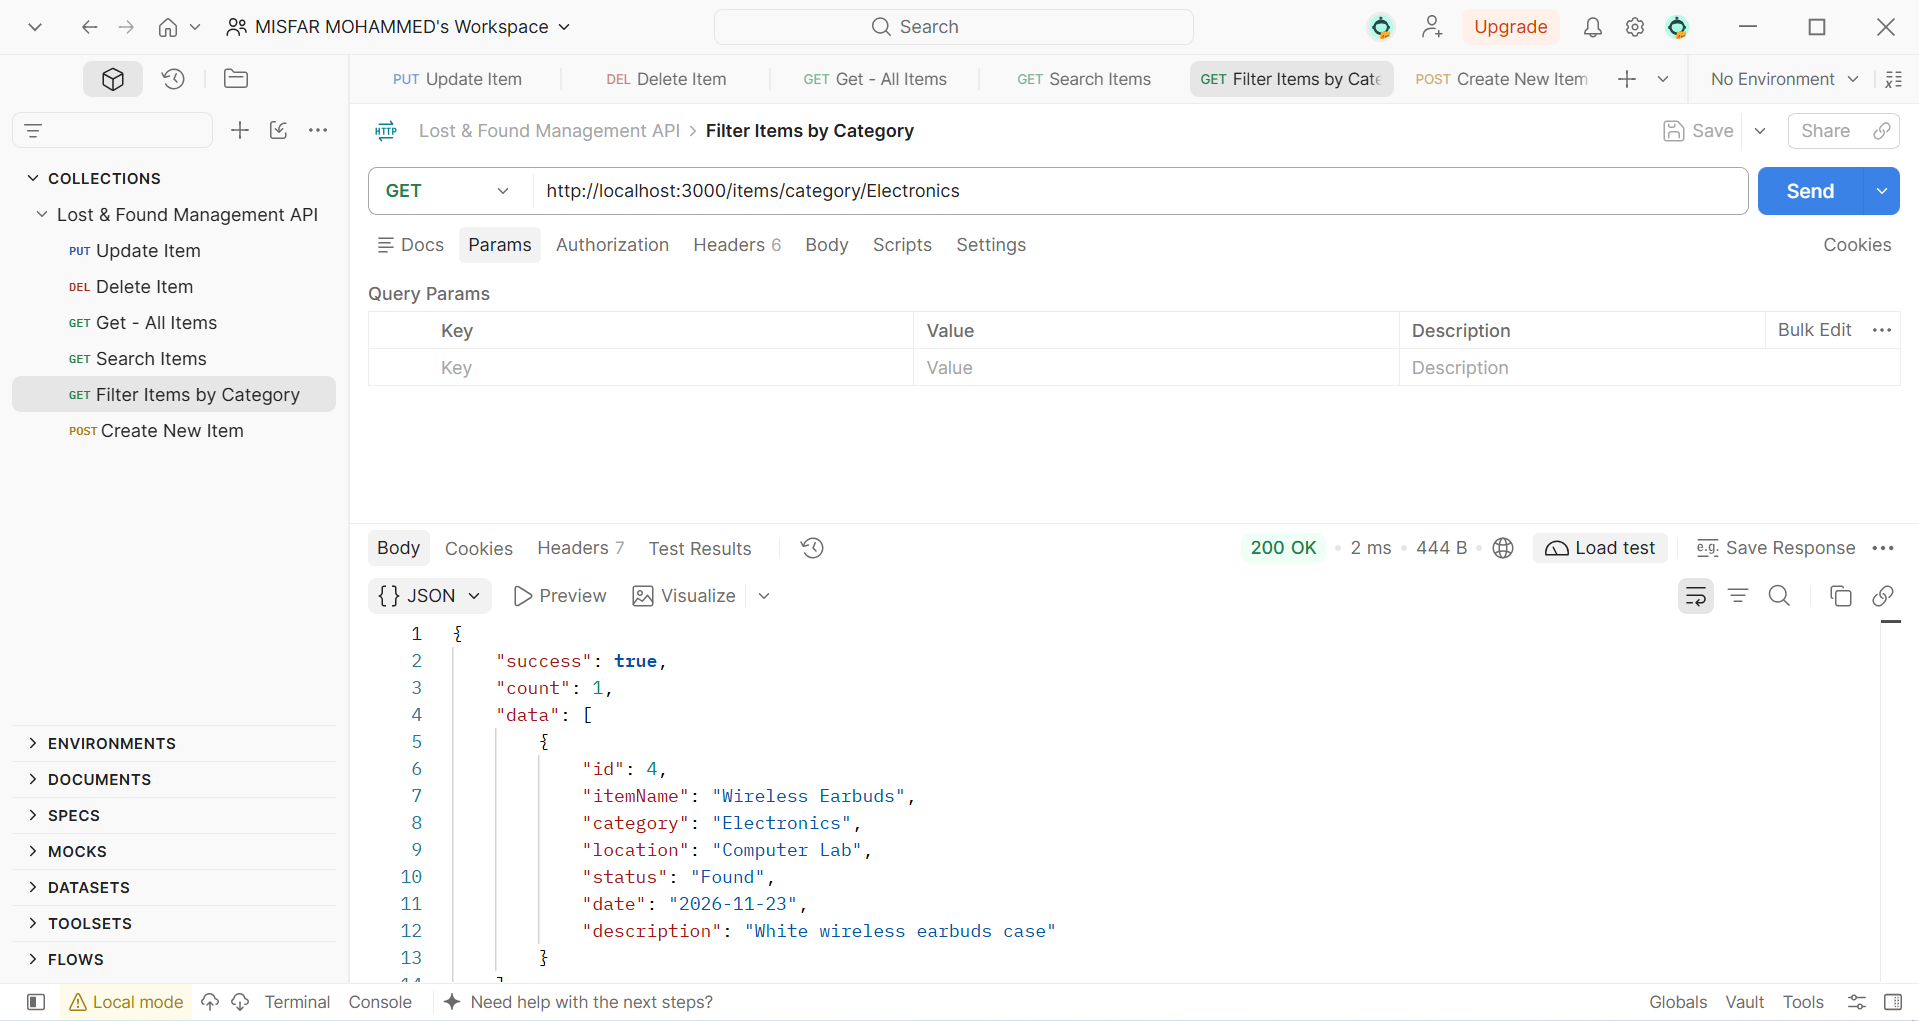 MISFAR MOHAMMED's Workspace
Search
Upgrade
PUT Update Item
DEL Delete Item
GET Get - All Items
GET Search Items
GET Filter Items by Cate
POST Create New Item
No Environment
Lost & Found Management API > Filter Items by Category
Save
Share
COLLECTIONS
Lost & Found Management API
PUT Update Item
DEL Delete Item
GET Get - All Items
GET Search Items
GET Filter Items by Category
POST Create New Item
ENVIRONMENTS
DOCUMENTS
SPECS
MOCKS
DATASETS
TOOLSETS
FLOWS
HTTP
GET http://localhost:3000/items/category/Electronics
Send
Docs Params Authorization Headers 6 Body Scripts Settings
Cookies
Query Params
Key Value Description Bulk Edit
Key Value Description
Body Cookies Headers 7 Test Results
200 OK • 2 ms • 444 B •
Load test
e.g. Save Response
{} JSON
Preview
Visualize
1 {
2 "success": true,
3 "count": 1,
4 "data": [
5 {
6 "id": 4,
7 "itemName": "Wireless Earbuds",
8 "category": "Electronics",
9 "location": "Computer Lab",
10 "status": "Found",
11 "date": "2026-11-23",
12 "description": "White wireless earbuds case"
13 }
14 ]
Local mode
Terminal
Console
Need help with the next steps?
Globals
Vault
Tools